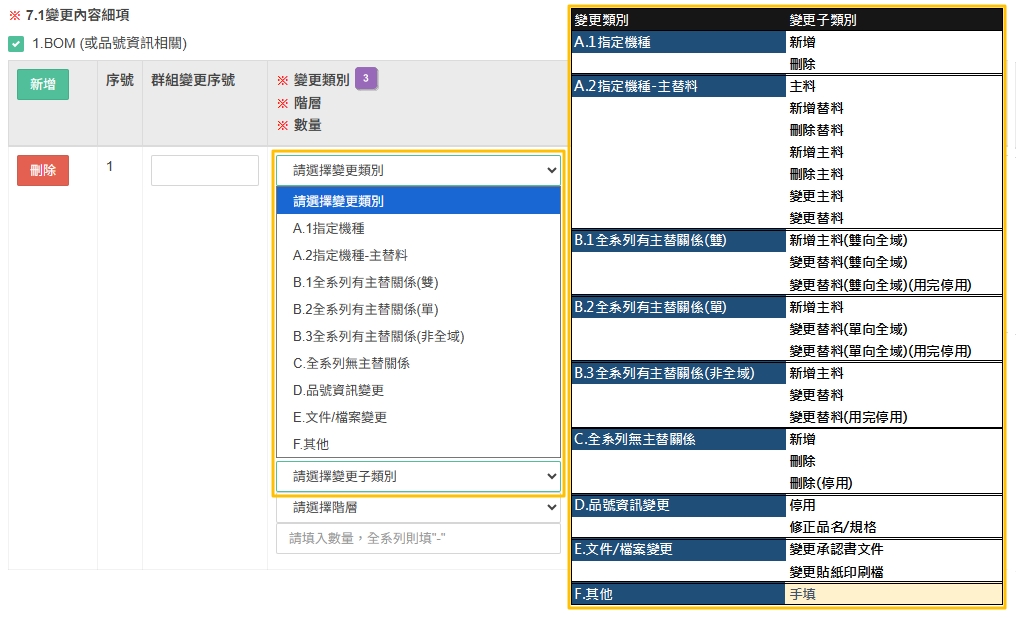 ※ 7.1變更內容細項
1.BOM (或品號資訊相關)
新增
序號
群組變更序號
※ 變更類別 3
※ 階層
※ 數量
刪除
1
請選擇變更類別
請選擇變更類別
A.1指定機種
A.2指定機種-主替料
B.1全系列有主替關係(雙)
B.2全系列有主替關係(單)
B.3全系列有主替關係(非全域)
C.全系列無主替關係
D.品號資訊變更
E.文件/檔案變更
F.其他
請選擇變更子類別
請選擇階層
請填入數量，全系列則填"-"
變更類別 變更子類別
A.1指定機種 新增
刪除
A.2指定機種-主替料 主料
新增替料
刪除替料
新增主料
刪除主料
變更主料
變更替料
B.1全系列有主替關係(雙) 新增主料(雙向全域)
變更替料(雙向全域)
變更替料(雙向全域)(用完停用)
B.2全系列有主替關係(單) 新增主料
變更替料(單向全域)
變更替料(單向全域)(用完停用)
B.3全系列有主替關係(非全域) 新增主料
變更替料
變更替料(用完停用)
C.全系列無主替關係 新增
刪除
刪除(停用)
D.品號資訊變更 停用
修正品名/規格
E.文件/檔案變更 變更承認書文件
變更貼紙印刷檔
F.其他 手填